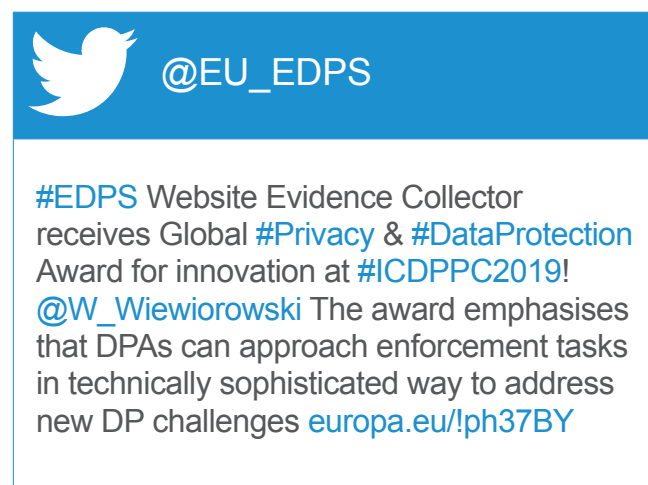 @EU_EDPS
#EDPS Website Evidence Collector
receives Global #Privacy & #DataProtection
Award for innovation at #ICDPPC2019!
@W_Wiewiorowski The award emphasises
that DPAs can approach enforcement tasks
in technically sophisticated way to address
new DP challenges europa.eu/!ph37BY